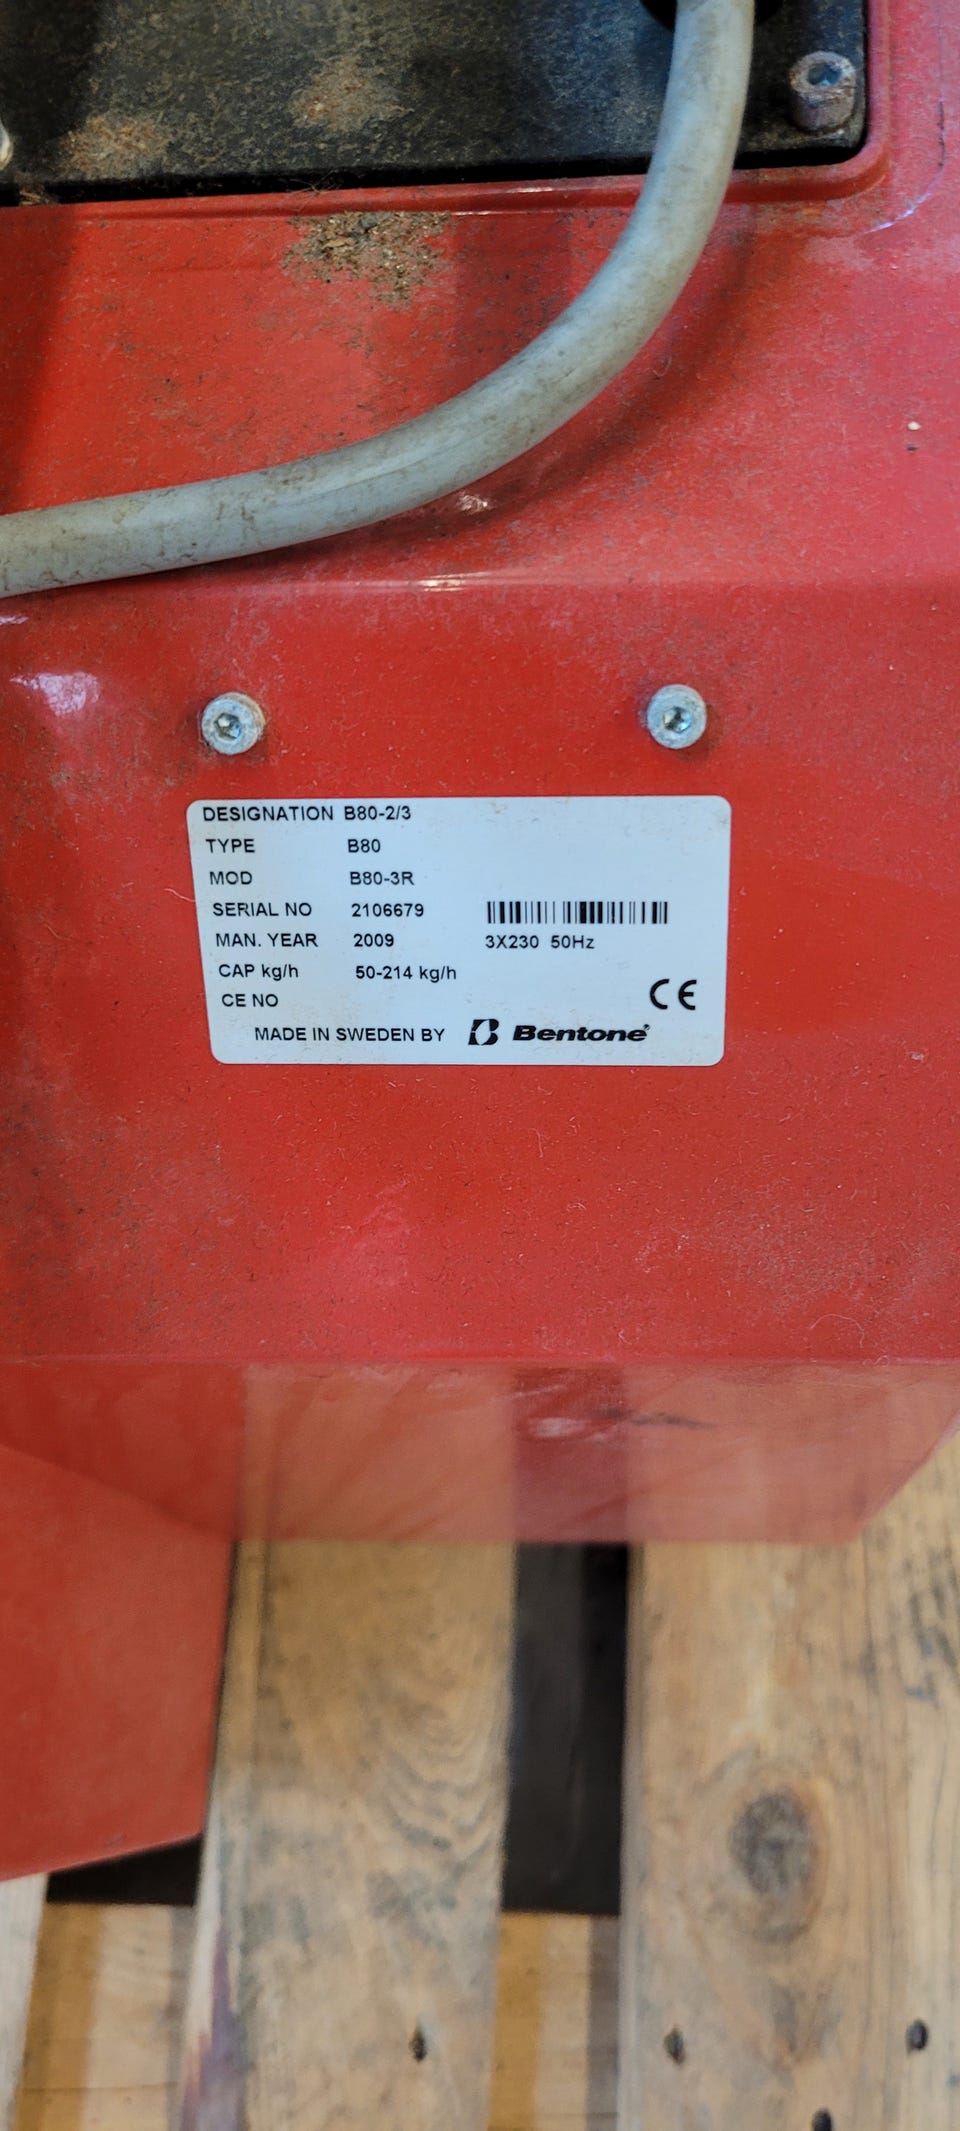 DESIGNATION B80-2/3
TYPE B80
MOD B80-3R
SERIAL NO 2106679
MAN. YEAR 2009 3X230 50Hz
CAP kg/h 50-214 kg/h
CE NO CE
MADE IN SWEDEN BY Bentone